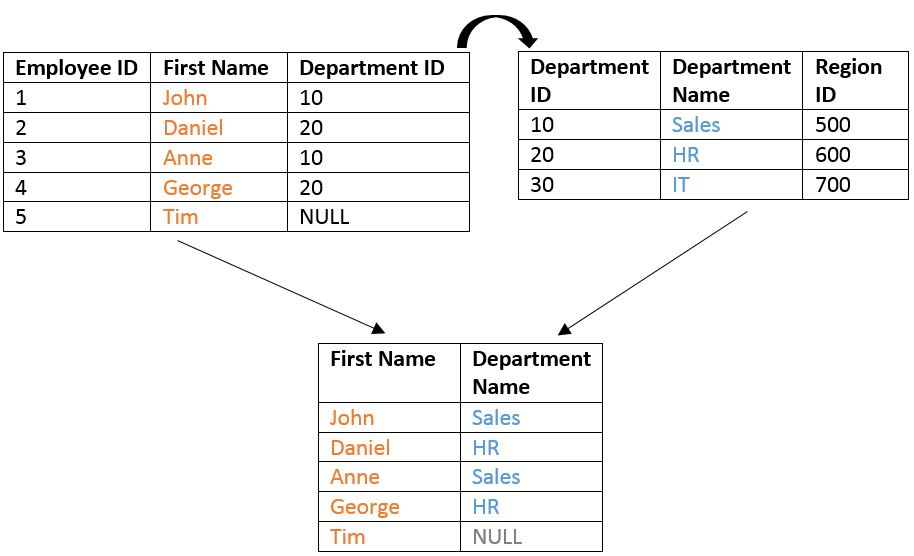 Employee ID First Name Department ID
1 John 10
2 Daniel 20
3 Anne 10
4 George 20
5 Tim NULL
Department Department Region
ID Name ID
10 Sales 500
20 HR 600
30 IT 700
First Name Department
Name
John Sales
Daniel HR
Anne Sales
George HR
Tim NULL